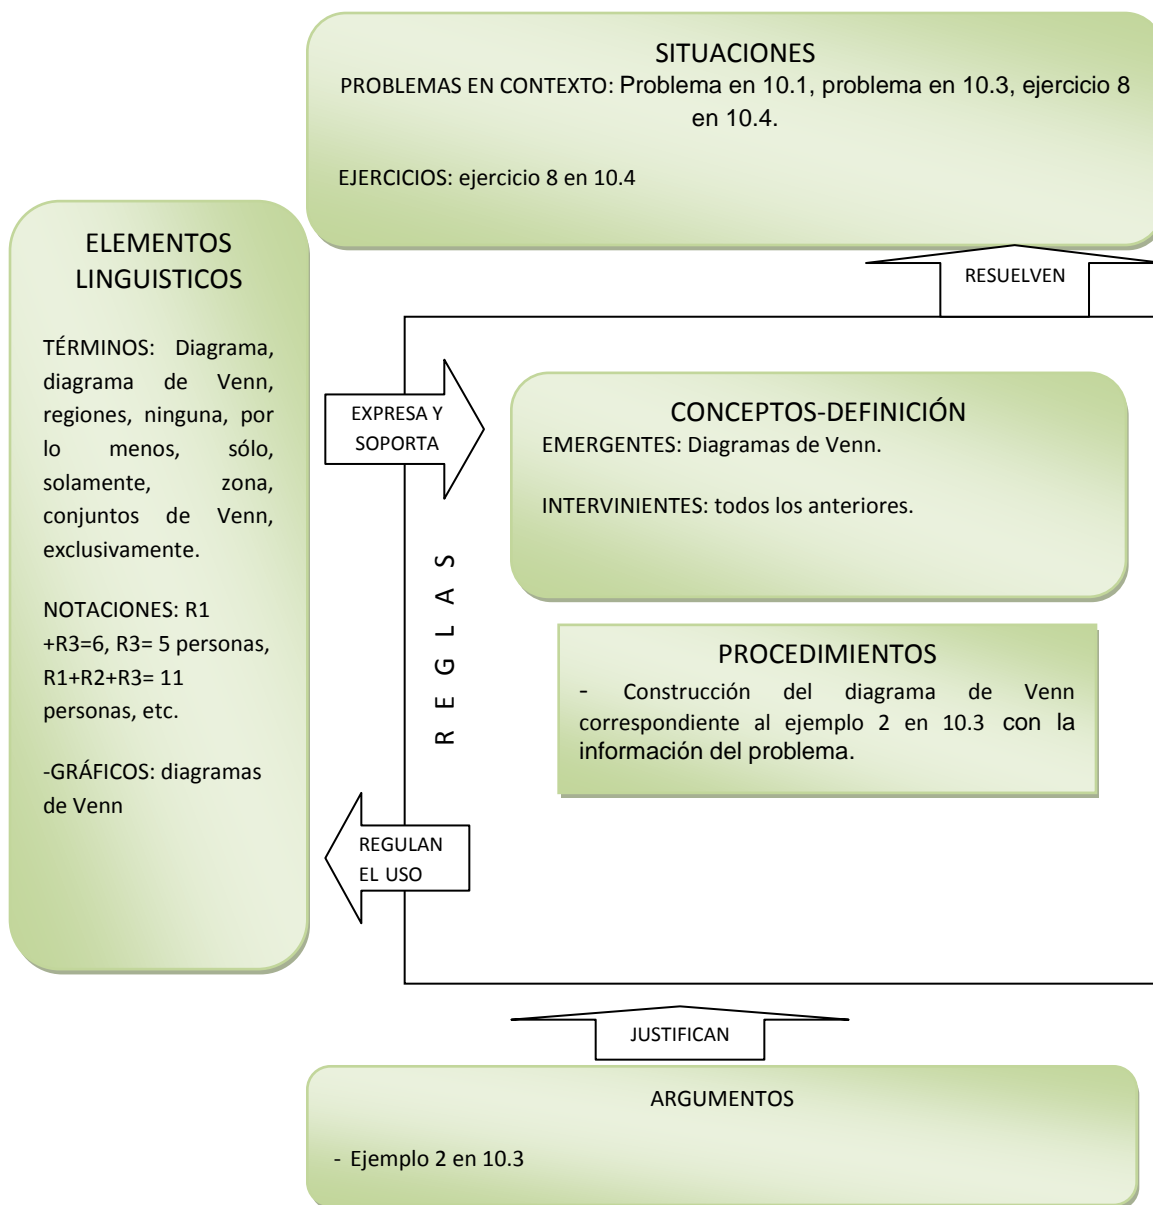 SITUACIONES
PROBLEMAS EN CONTEXTO: Problema en 10.1, problema en 10.3, ejercicio 8
en 10.4.
EJERCICIOS: ejercicio 8 en 10.4
ELEMENTOS
LINGUISTICOS
TÉRMINOS: Diagrama,
diagrama de Venn,
regiones, ninguna, por
lo menos, sólo,
solamente, zona,
conjuntos de Venn,
exclusivamente.
NOTACIONES: R1
+R3=6, R3= 5 personas,
R1+R2+R3= 11
personas, etc.
-GRÁFICOS: diagramas
de Venn
RESUELVEN
EXPRESA Y
SOPORTA
REGLAS
CONCEPTOS-DEFINICIÓN
EMERGENTES: Diagramas de Venn.
INTERVINIENTES: todos los anteriores.
PROCEDIMIENTOS
- Construcción del diagrama de Venn
correspondiente al ejemplo 2 en 10.3 con la
información del problema.
REGULAN
EL USO
JUSTIFICAN
ARGUMENTOS
- Ejemplo 2 en 10.3